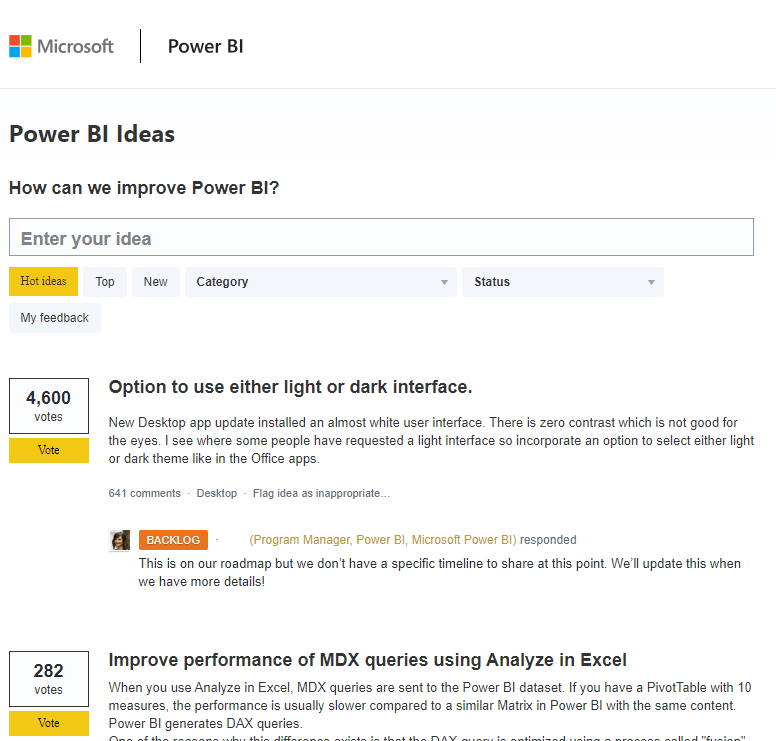 Microsoft Power BI
Power BI Ideas
How can we improve Power BI?
Enter your idea
Hot ideas Top New Category Status
My feedback
4,600
votes
Vote
Option to use either light or dark interface.
New Desktop app update installed an almost white user interface. There is zero contrast which is not good for
the eyes. I see where some people have requested a light interface so incorporate an option to select either light
or dark theme like in the Office apps.
641 comments · Desktop · Flag idea as inappropriate…
BACKLOG · (Program Manager, Power BI, Microsoft Power BI) responded
This is on our roadmap but we don’t have a specific timeline to share at this point. We’ll update this when
we have more details!
282
votes
Vote
Improve performance of MDX queries using Analyze in Excel
When you use Analyze in Excel, MDX queries are sent to the Power BI dataset. If you have a PivotTable with 10
measures, the performance is usually slower compared to a similar Matrix in Power BI with the same content.
Power BI generates DAX queries.
One of the reasons why this difference exists is that the DAX query is optimized using a process called "fusion"